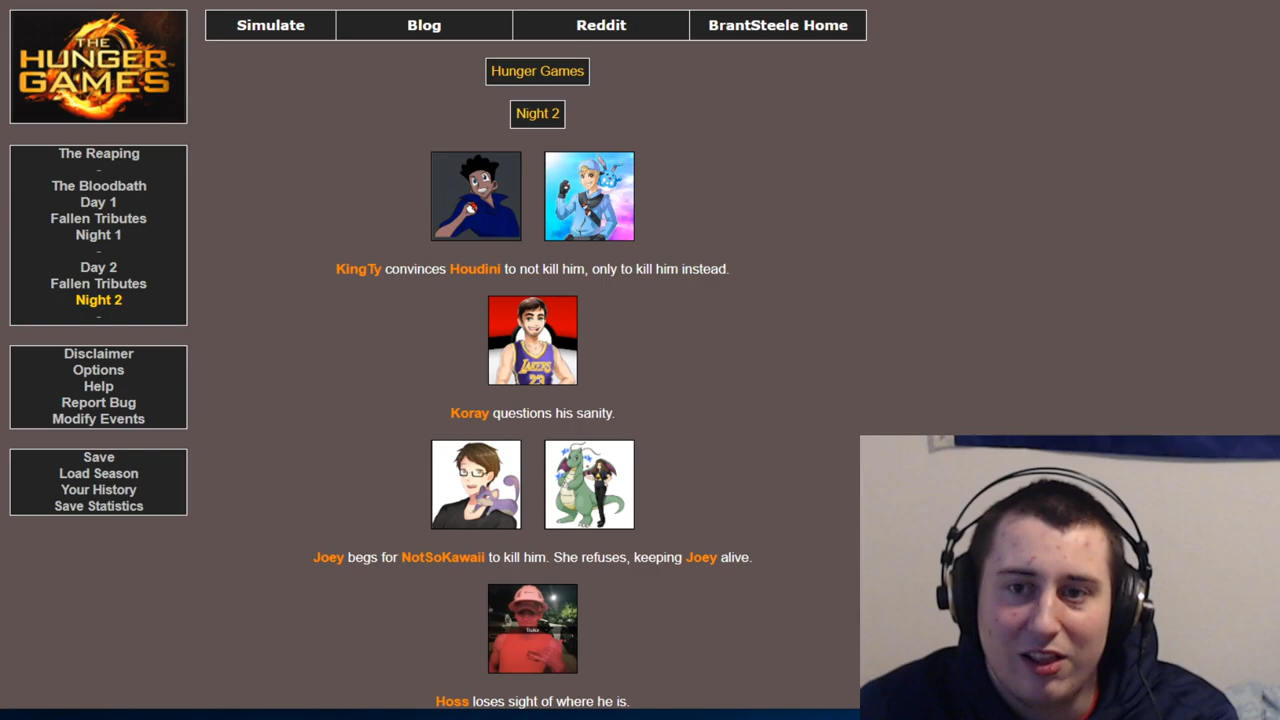 THE
HUNGER
GAMES
Simulate
Blog
Reddit
BrantSteele Home
Hunger Games
Night 2
The Reaping
-
The Bloodbath
Day 1
Fallen Tributes
Night 1
-
Day 2
Fallen Tributes
Night 2
-
Disclaimer
Options
Help
Report Bug
Modify Events
Save
Load Season
Your History
Save Statistics
KingTy convinces Houdini to not kill him, only to kill him instead.
LAKERS
23
Koray questions his sanity.
Joey begs for NotSoKawaii to kill him. She refuses, keeping Joey alive.
Hoss loses sight of where he is.